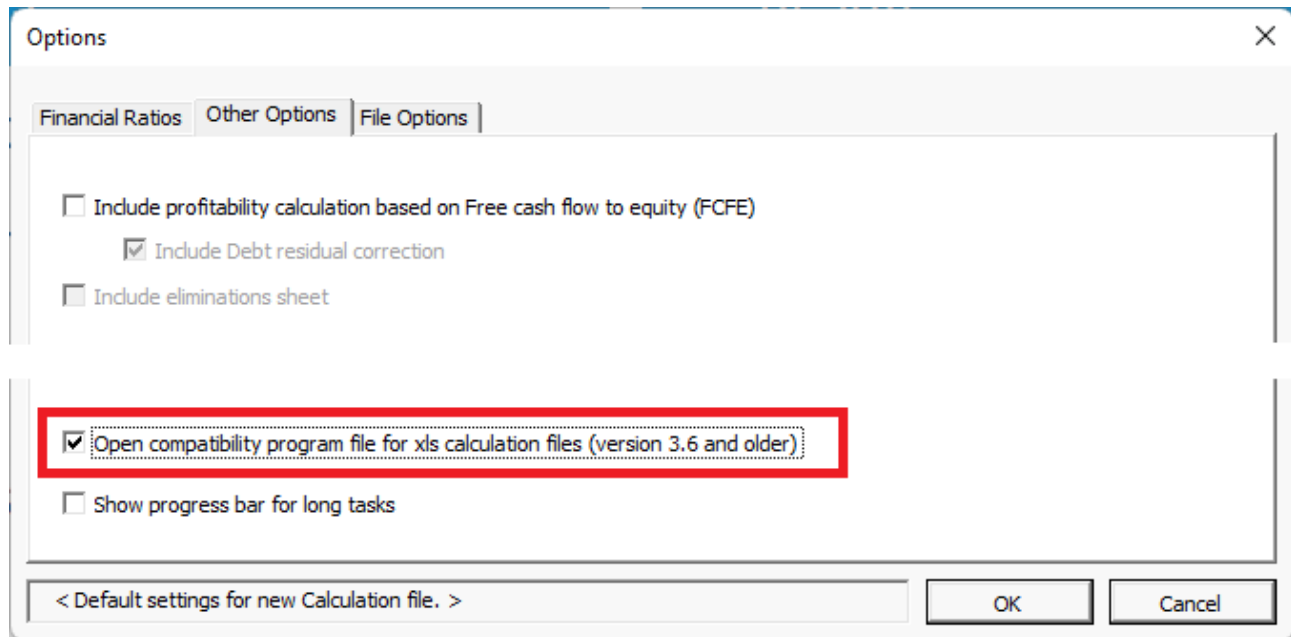 Options
Financial Ratios Other Options File Options
Include profitability calculation based on Free cash flow to equity (FCFE)
Include Debt residual correction
Include eliminations sheet
Open compatibility program file for xls calculation files (version 3.6 and older)
Show progress bar for long tasks
< Default settings for new Calculation file. > OK Cancel